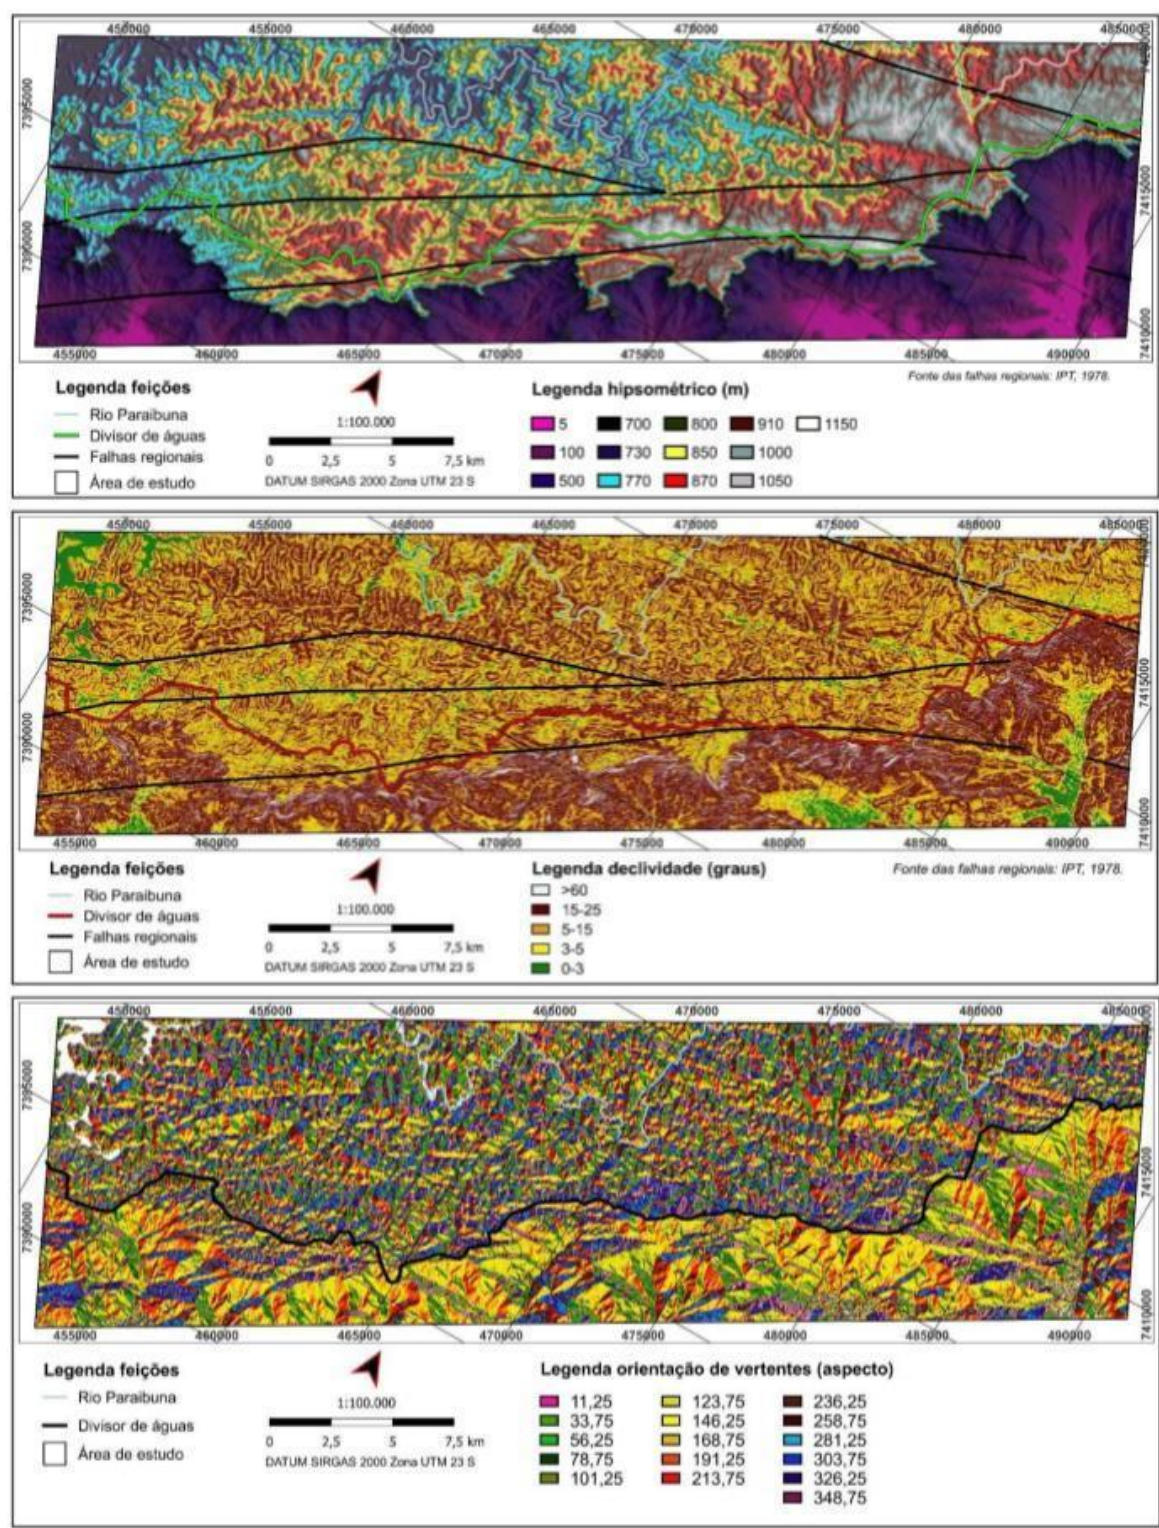 450000 455000 460000 465000 470000 475000 480000 485000
7395000
7390000
7415000
7410000
455000 460000 465000 470000 475000 480000 485000 490000
Fonte das falhas regionais: IPT, 1978.
Legenda feições
Rio Paraibuna
Divisor de águas
Falhas regionais
Área de estudo
1:100.000
0 2,5 5 7,5 km
DATUM SIRGAS 2000 Zona UTM 23 S
Legenda hipsométrico (m)
5 700 800 910 1150
100 730 850 1000
500 770 870 1050
450000 455000 460000 465000 470000 475000 480000 485000
7395000
7390000
7415000
7410000
455000 460000 465000 470000 475000 480000 485000 490000
Legenda feições
Rio Paraibuna
Divisor de águas
Falhas regionais
Área de estudo
1:100.000
0 2,5 5 7,5 km
DATUM SIRGAS 2000 Zona UTM 23 S
Legenda declividade (graus)
>60
15-25
5-15
3-5
0-3
Fonte das falhas regionais: IPT, 1978.
450000 455000 460000 465000 470000 475000 480000 485000
7395000
7390000
7415000
7410000
455000 460000 465000 470000 475000 480000 485000 490000
Legenda feições
Rio Paraibuna
Divisor de águas
Área de estudo
1:100.000
0 2,5 5 7,5 km
DATUM SIRGAS 2000 Zona UTM 23 S
Legenda orientação de vertentes (aspecto)
11,25 123,75 236,25
33,75 146,25 258,75
56,25 168,75 281,25
78,75 191,25 303,75
101,25 213,75 326,25
348,75